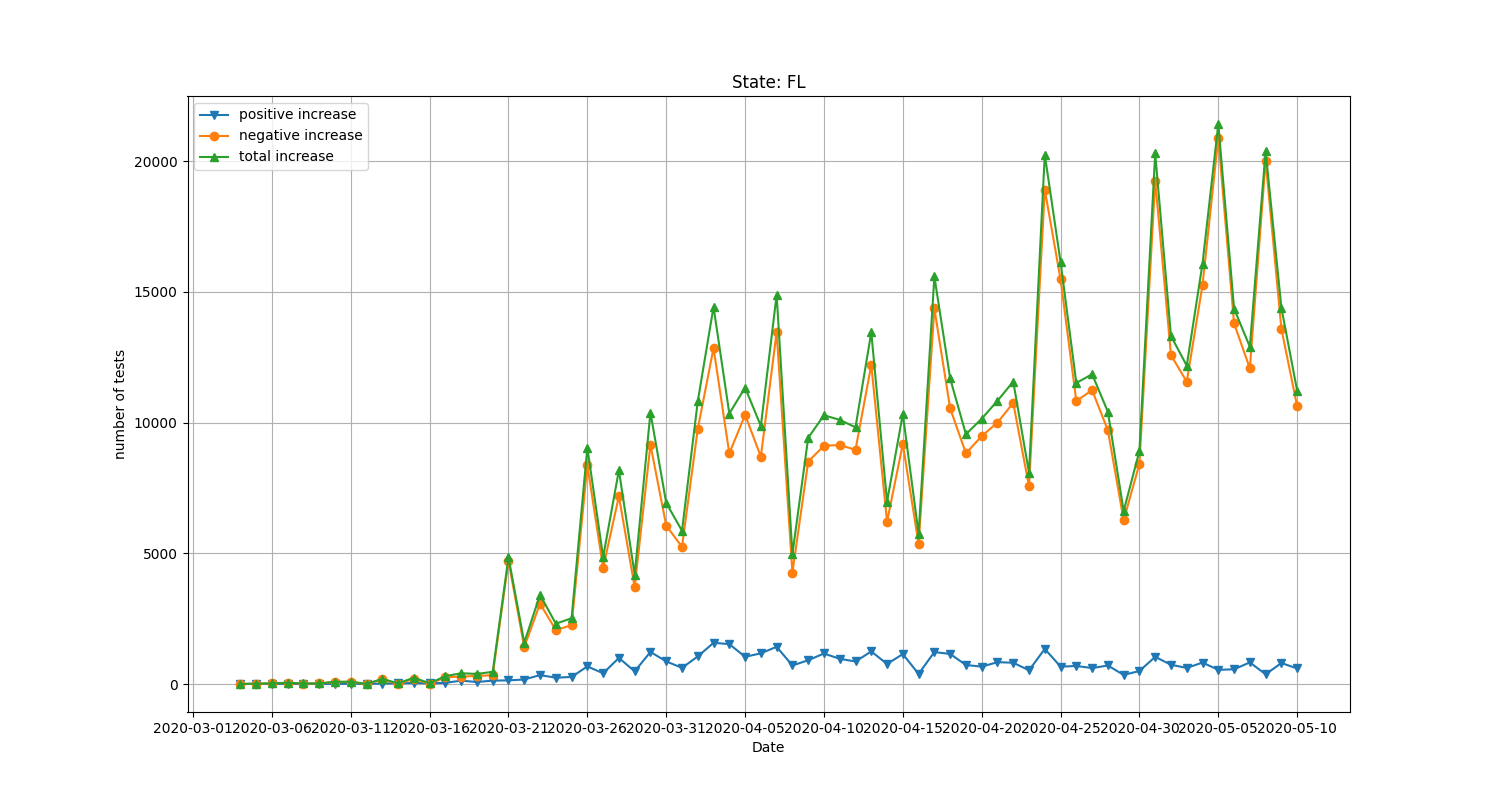 State: FL
positive increase
negative increase
total increase
20000
15000
10000
5000
0
number of tests
2020-03-01 2020-03-06 2020-03-11 2020-03-16 2020-03-21 2020-03-26 2020-03-31 2020-04-05 2020-04-10 2020-04-15 2020-04-20 2020-04-25 2020-04-30 2020-05-05 2020-05-10
Date